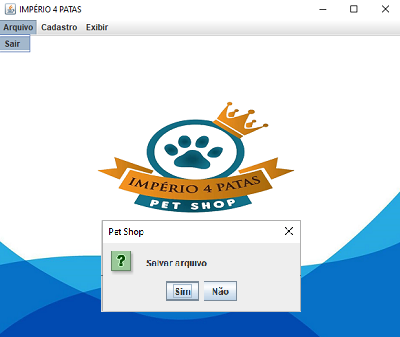 IMPÉRIO 4 PATAS
Arquivo Cadastro Exibir
Sair
IMPÉRIO 4 PATAS
PET SHOP
Pet Shop
?
Salvar arquivo
Sim Não